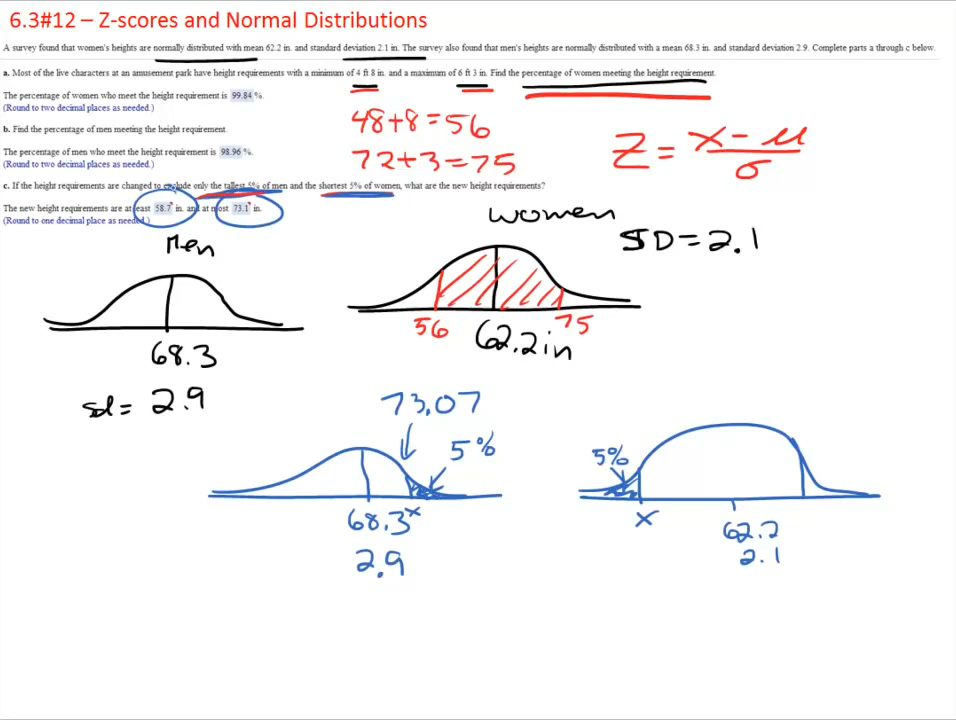 6.3#12 – Z-scores and Normal Distributions
A survey found that women's heights are normally distributed with mean 62.2 in. and standard deviation 2.1 in. The survey also found that men's heights are normally distributed with a mean 68.3 in. and standard deviation 2.9. Complete parts a through c below.
a. Most of the live characters at an amusement park have height requirements with a minimum of 4 ft 8 in. and a maximum of 6 ft 3 in. Find the percentage of women meeting the height requirement.
The percentage of women who meet the height requirement is 99.84 %.
(Round to two decimal places as needed.)
48+8=56
72+3=75
Z = x-μ/σ
b. Find the percentage of men meeting the height requirement.
The percentage of men who meet the height requirement is 98.96 %.
(Round to two decimal places as needed.)
c. If the height requirements are changed to exclude only the tallest 5% of men and the shortest 5% of women, what are the new height requirements?
The new height requirements are at least 58.7 in. and at most 73.1 in.
(Round to one decimal place as needed.)
Men
68.3
sd= 2.9
women
SD=2.1
56
75
62.2in
73.07
5%
68.3 x
2.9
5%
x
62.2
2.1